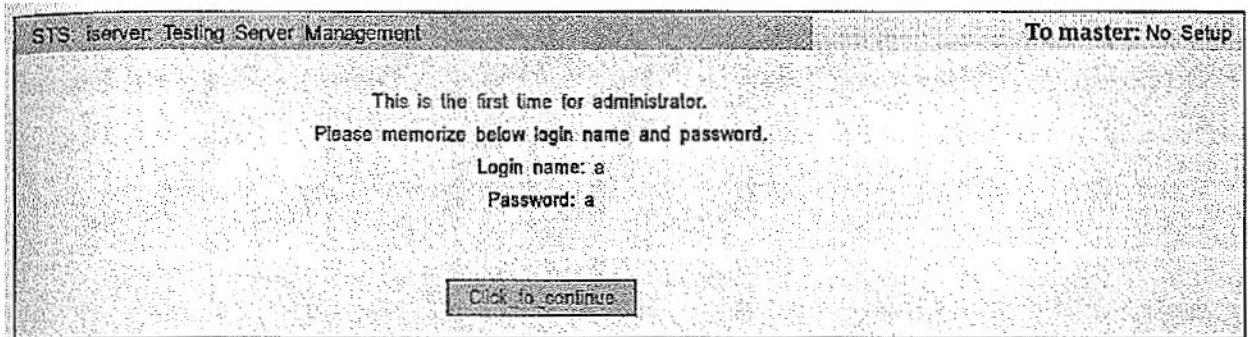 STS: iserver: Testing Server Management To master: No Setup
This is the first time for administrator.
Please memorize below login name and password.
Login name: a
Password: a
Click to continue